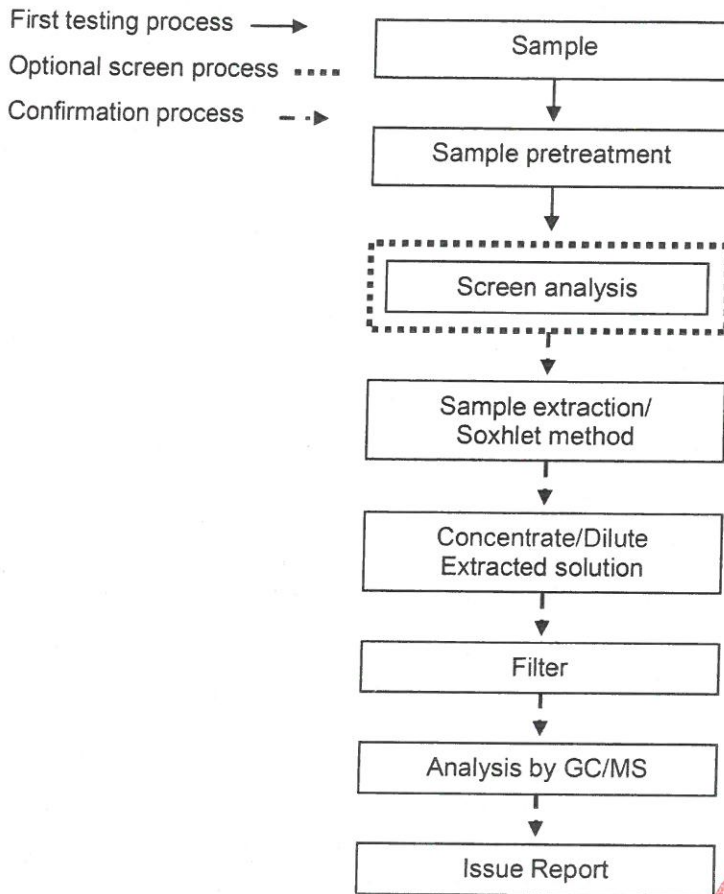 First testing process
Optional screen process
Confirmation process
Sample
Sample pretreatment
Screen analysis
Sample extraction/
Soxhlet method
Concentrate/Dilute
Extracted solution
Filter
Analysis by GC/MS
Issue Report